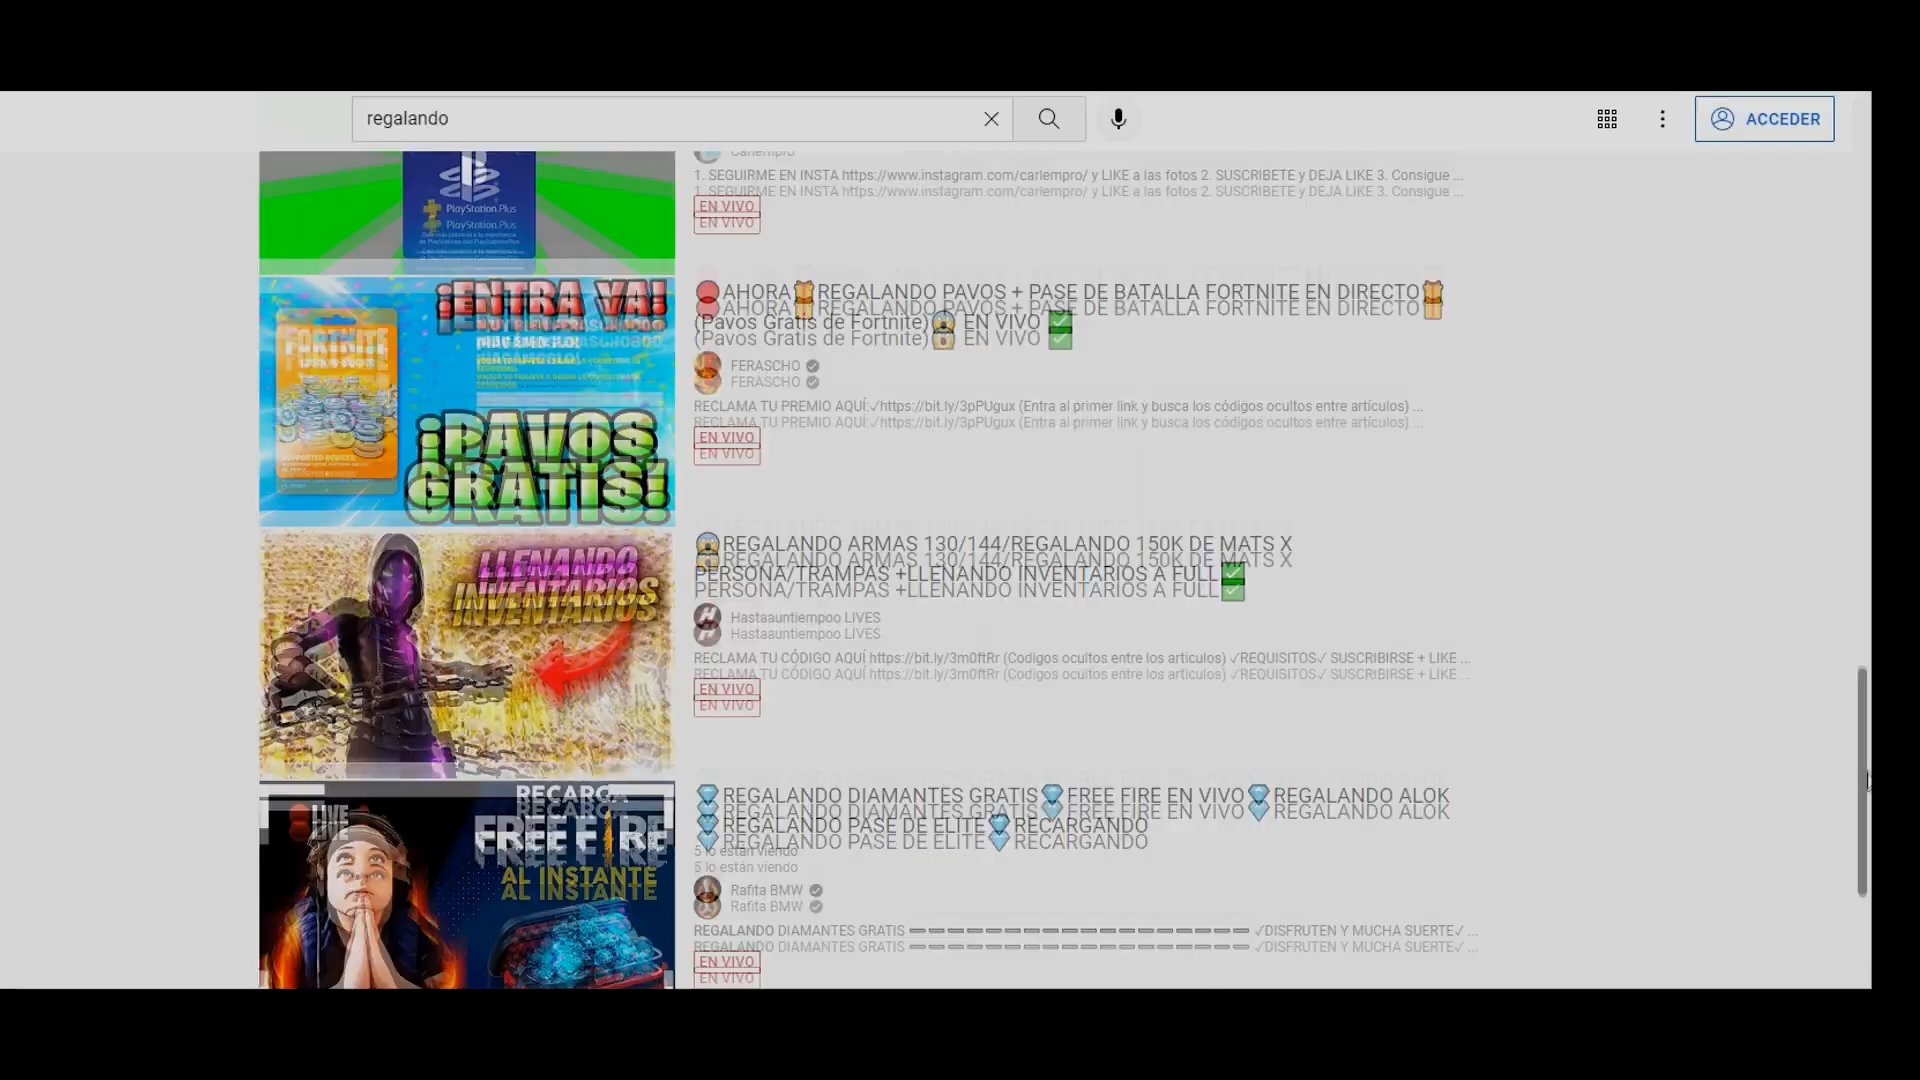 regalando
ACCEDER
PlayStation.Plus
Carlempro
1. SEGUIRME EN INSTA https://www.instagram.com/carlempro/ y LIKE a las fotos 2. SUSCRIBETE y DEJA LIKE 3. Consigue ...
EN VIVO
¡ENTRA YA!
FORTNITE
¡PAVOS
GRATIS!
🔴AHORA🎁REGALANDO PAVOS + PASE DE BATALLA FORTNITE EN DIRECTO🎁
(Pavos Gratis de Fortnite)😱 EN VIVO ✅
FERASCHO
RECLAMA TU PREMIO AQUÍ:✓https://bit.ly/3pPUgux (Entra al primer link y busca los códigos ocultos entre artículos) ...
EN VIVO
LLENANDO
INVENTARIOS
😱REGALANDO ARMAS 130/144/REGALANDO 150K DE MATS X
PERSONA/TRAMPAS +LLENANDO INVENTARIOS A FULL✅
Hastaauntiempoo LIVES
RECLAMA TU CÓDIGO AQUÍ https://bit.ly/3m0ftRr (Codigos ocultos entre los articulos) ✓REQUISITOS✓ SUSCRIBIRSE + LIKE ...
EN VIVO
LIVE
RECARGA
FREE FIRE
AL INSTANTE
💎REGALANDO DIAMANTES GRATIS💎FREE FIRE EN VIVO💎REGALANDO ALOK
💎REGALANDO PASE DE ELITE💎RECARGANDO
5 lo están viendo
Rafita BMW
REGALANDO DIAMANTES GRATIS ═══════════════════ ✓DISFRUTEN Y MUCHA SUERTE✓ ...
EN VIVO